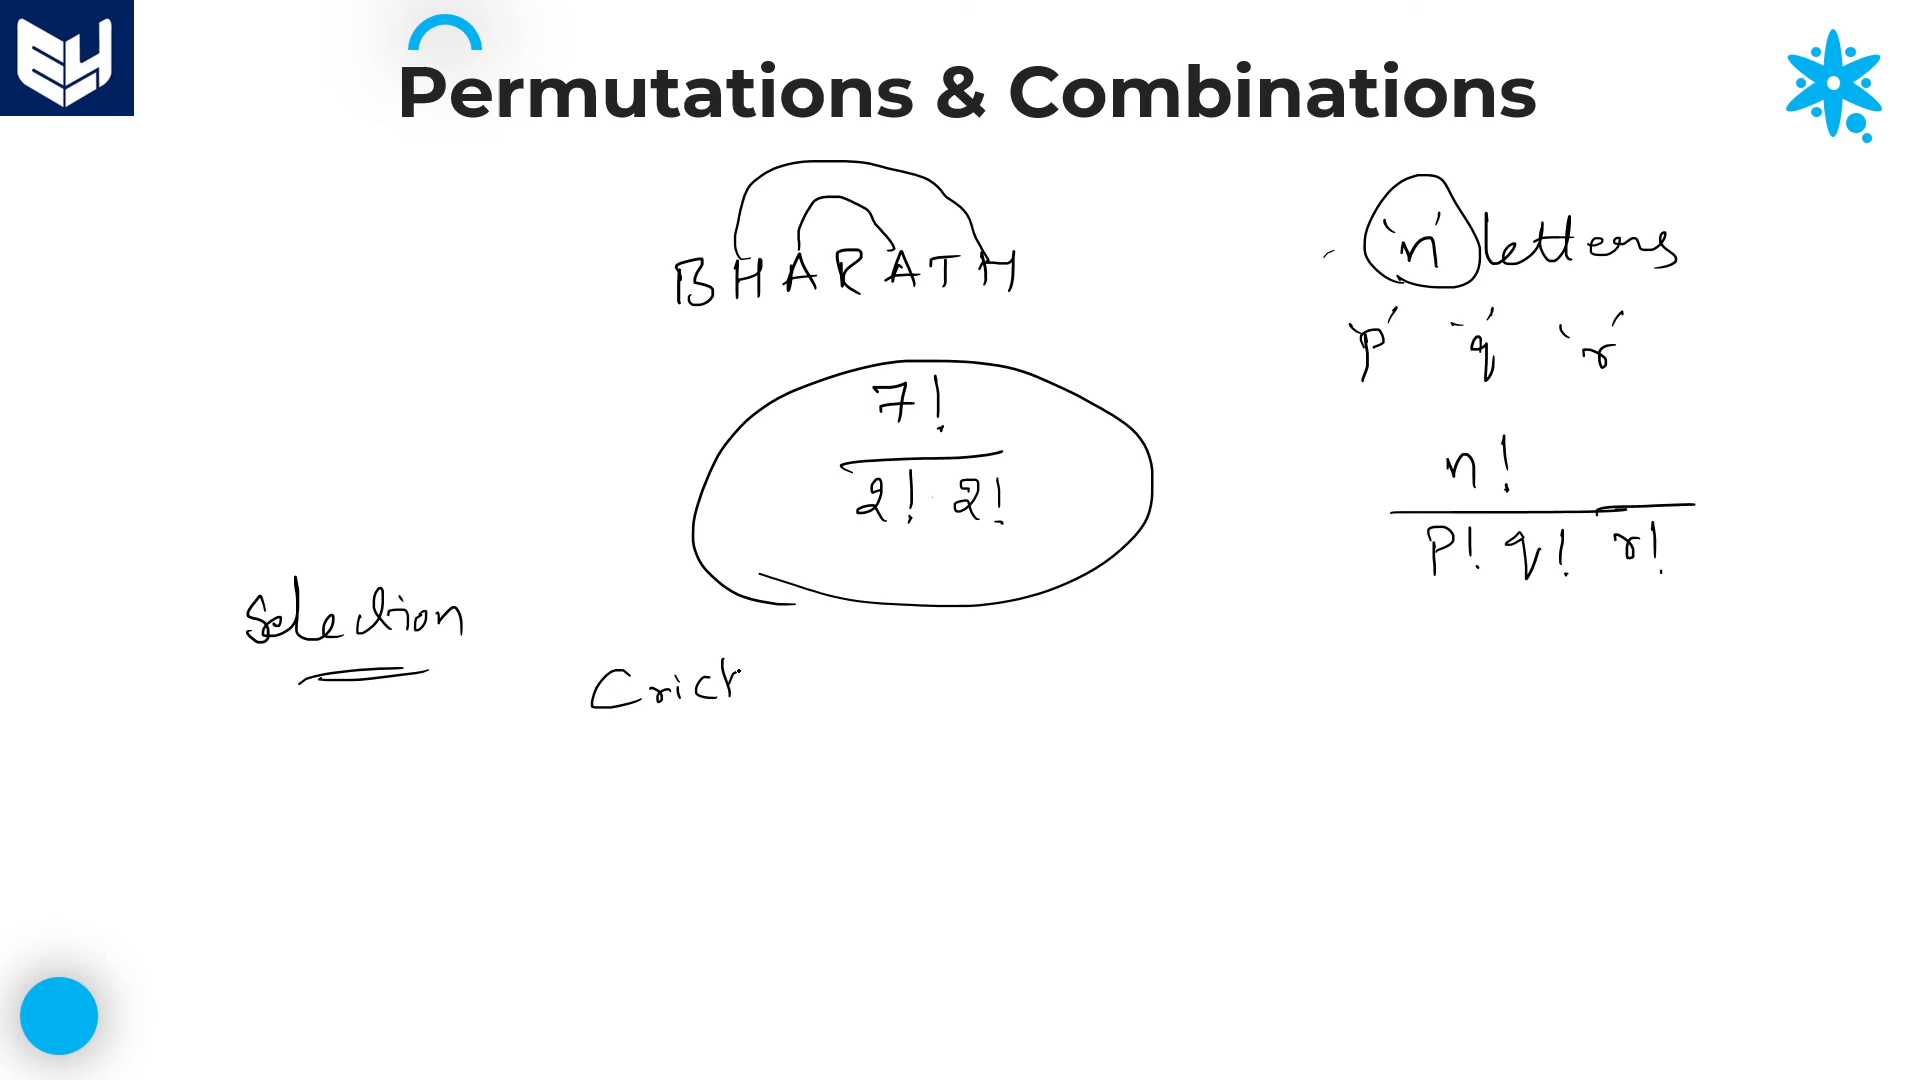 Permutations & Combinations
BHARATH
7!
2! 2!
'n' letters
'p' 'q' 'r'
n!
P! q! r!
Selection
Crick